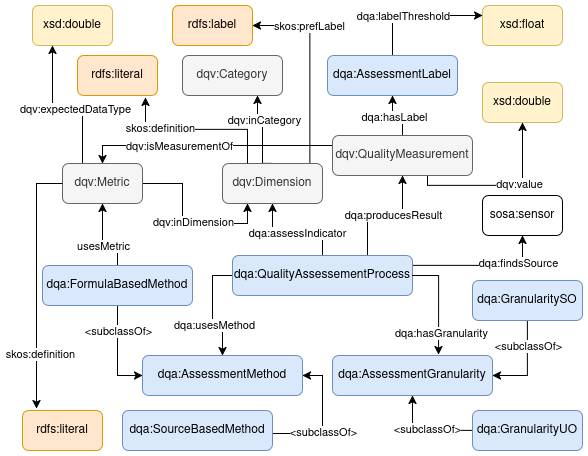 xsd:double
rdfs:label
skos:prefLabel
dqa:labelThreshold
xsd:float
rdfs:literal
dqv:Category
dqa:AssessmentLabel
dqv:expectedDataType
skos:definition
dqv:inCategory
dqa:hasLabel
xsd:double
dqv:isMeasurementOf
dqv:QualityMeasurement
dqv:Metric
dqv:Dimension
dqv:value
dqv:inDimension
dqa:assessIndicator
dqa:producesResult
sosa:sensor
usesMetric
dqa:QualityAssessementProcess
dqa:findsSource
dqa:FormulaBasedMethod
dqa:GranularitySO
<subclassOf>
dqa:usesMethod
dqa:hasGranularity
<subclassOf>
skos:definition
dqa:AssessmentMethod
dqa:AssessmentGranularity
rdfs:literal
dqa:SourceBasedMethod
<subclassOf>
<subclassOf>
dqa:GranularityUO